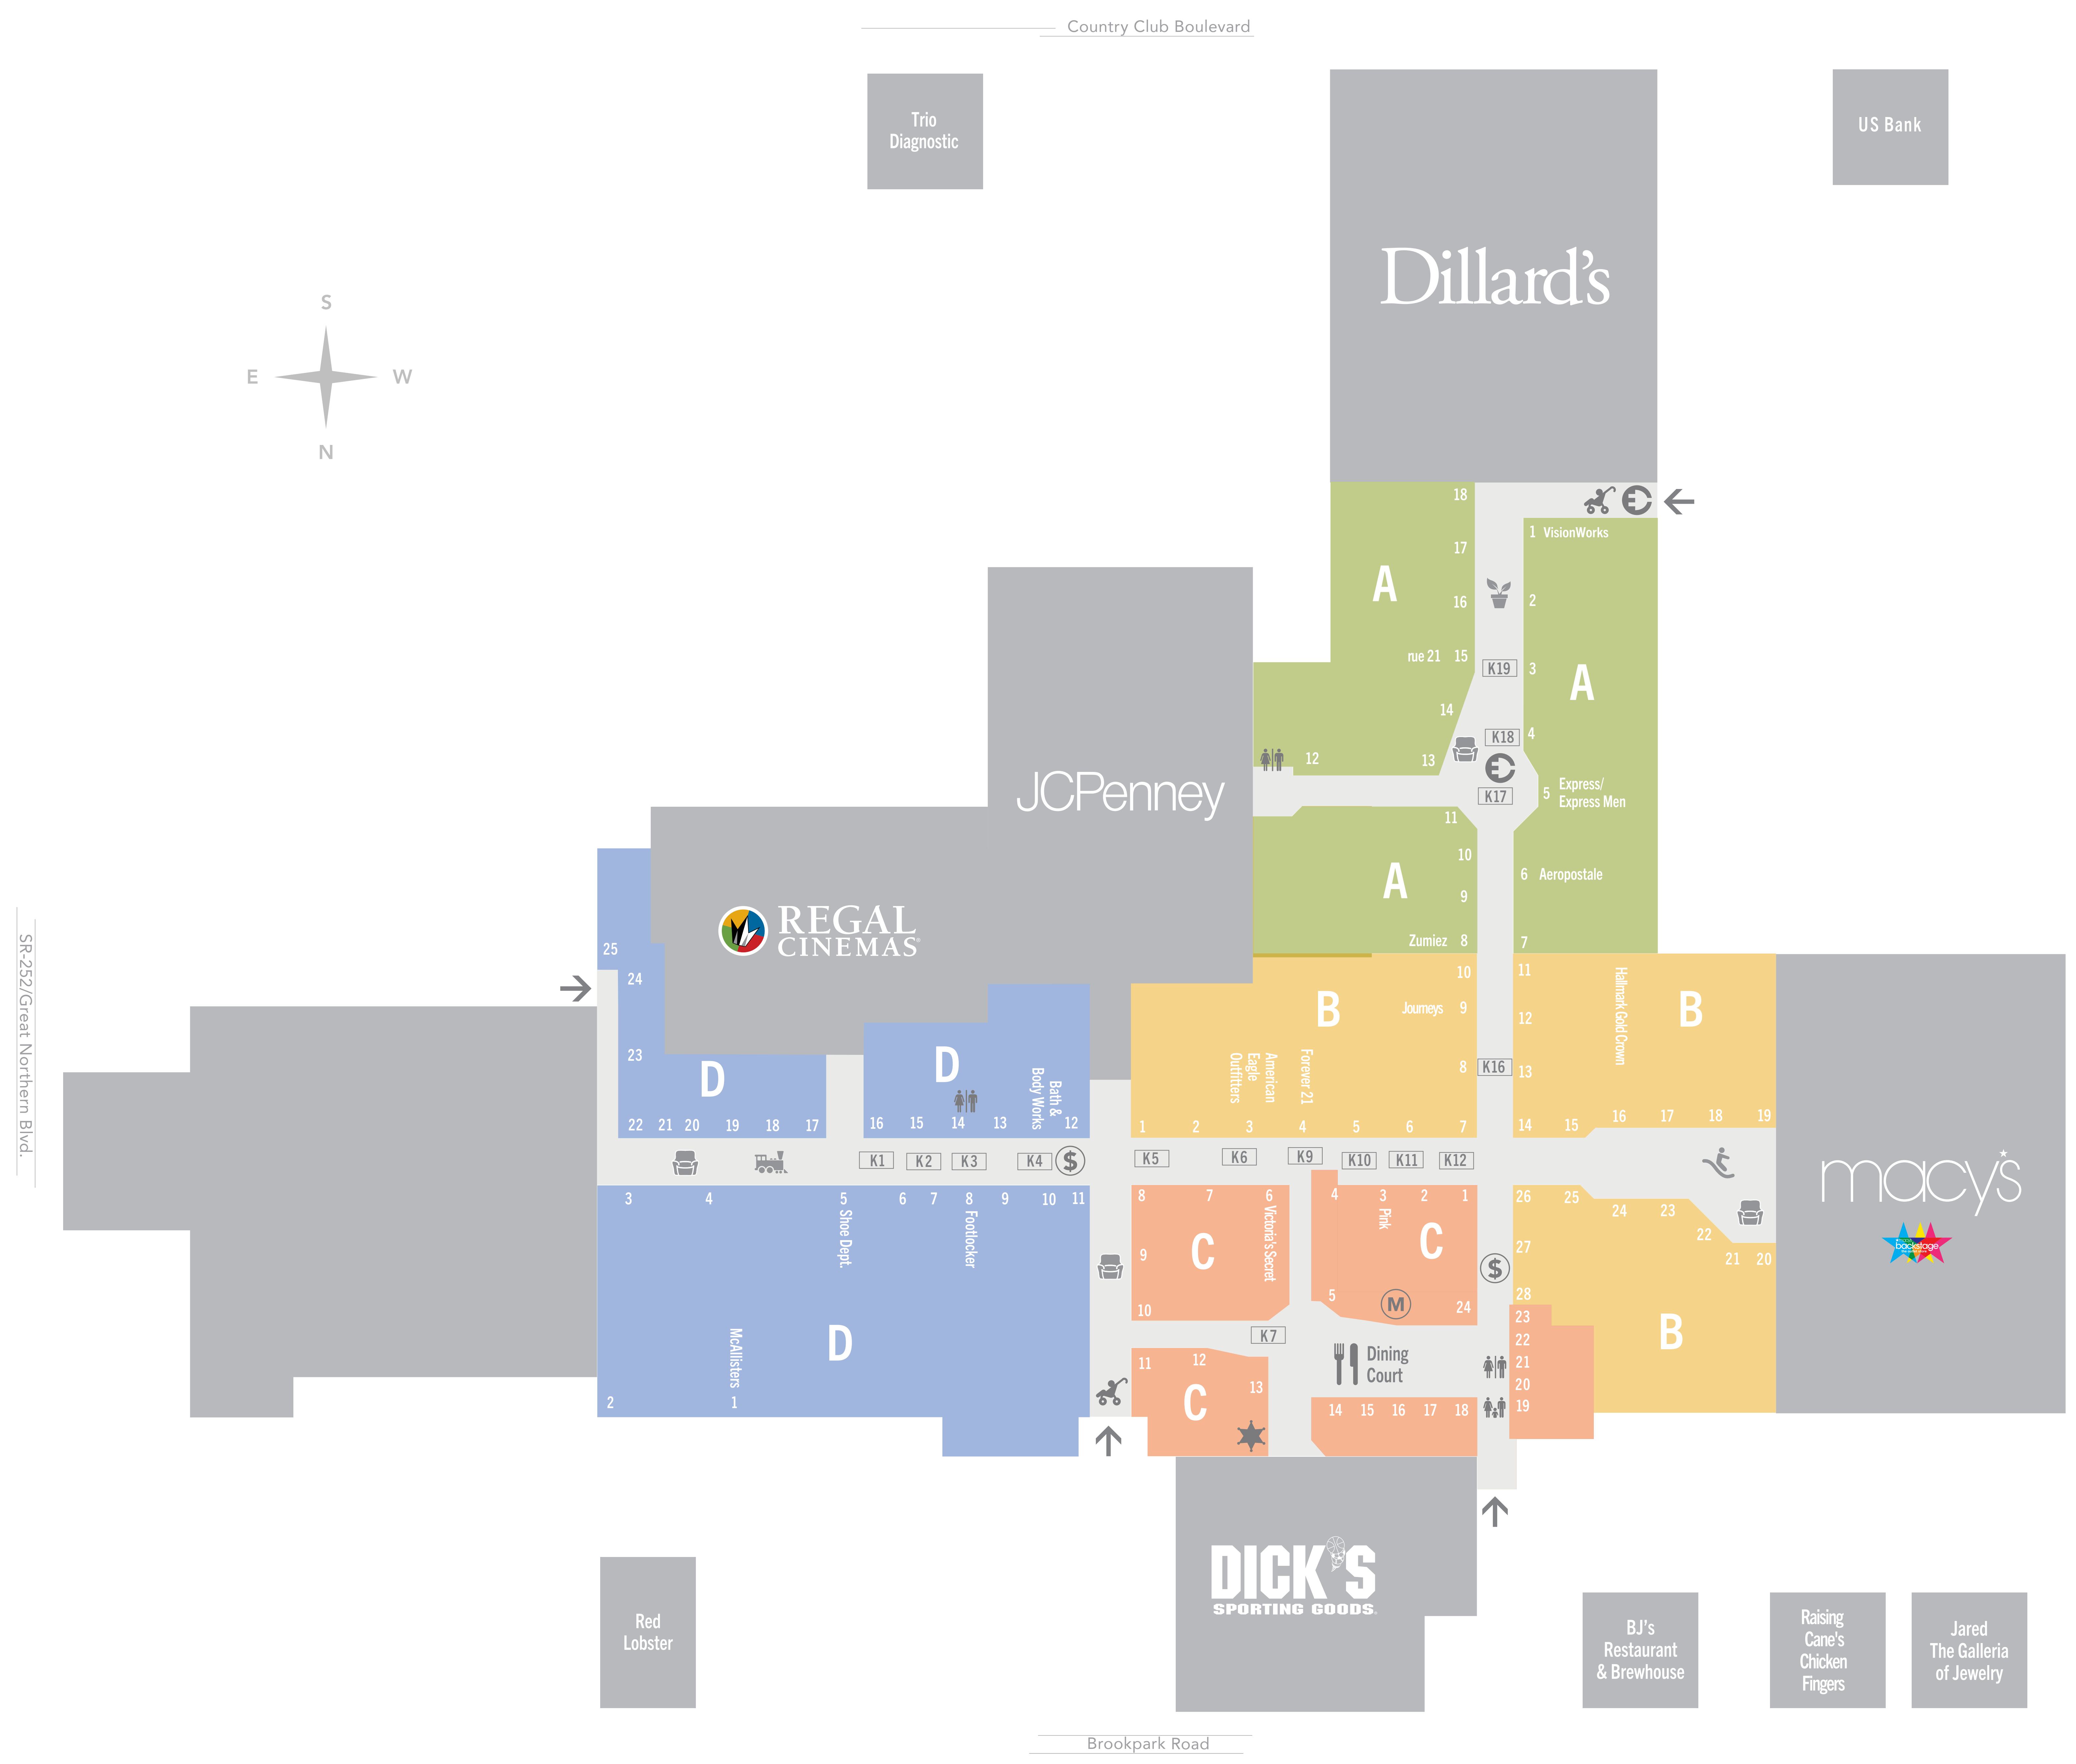 Country Club Boulevard
Trio
Diagnostic
US Bank
Dillard's
S
E
W
N
18
1 VisionWorks
17
A
16
2
rue 21 15
K19
3
A
14
K18
4
12
13
K17
5
Express/
Express Men
JCPenney
11
10
A
6 Aeropostale
9
Zumiez 8
7
REGAL
CINEMAS
25
24
23
D
22 21 20 19 18 17
D
Bath &
Body Works
16 15 14 13 12
10
B
Journeys 9
American
Eagle
Outfitters
Forever 21
8
K16
1 2 3 4 5 6 7
11
Hallmark Gold Crown
B
12
13
14 15 16 17 18 19
SR-252/Great Northern Blvd.
K1 K2 K3 K4 $ K5 K6 K9 K10 K11 K12
macy's
backstage
3 4 5 6 7 8 9 10 11
Shoe Dept.
Footlocker
D
McAllisters
2 1
8 7 6
Victoria's Secret
C
9
10
4 3 2 1
Pink
C
5
M
24
$
26 25 24 23
22
27
21 20
28
B
23
22
21
20
19
K7
Dining
Court
11 12
13
C
14 15 16 17 18
DICK'S
SPORTING GOODS
Red
Lobster
BJ's
Restaurant
& Brewhouse
Raising
Cane's
Chicken
Fingers
Jared
The Galleria
of Jewelry
Brookpark Road